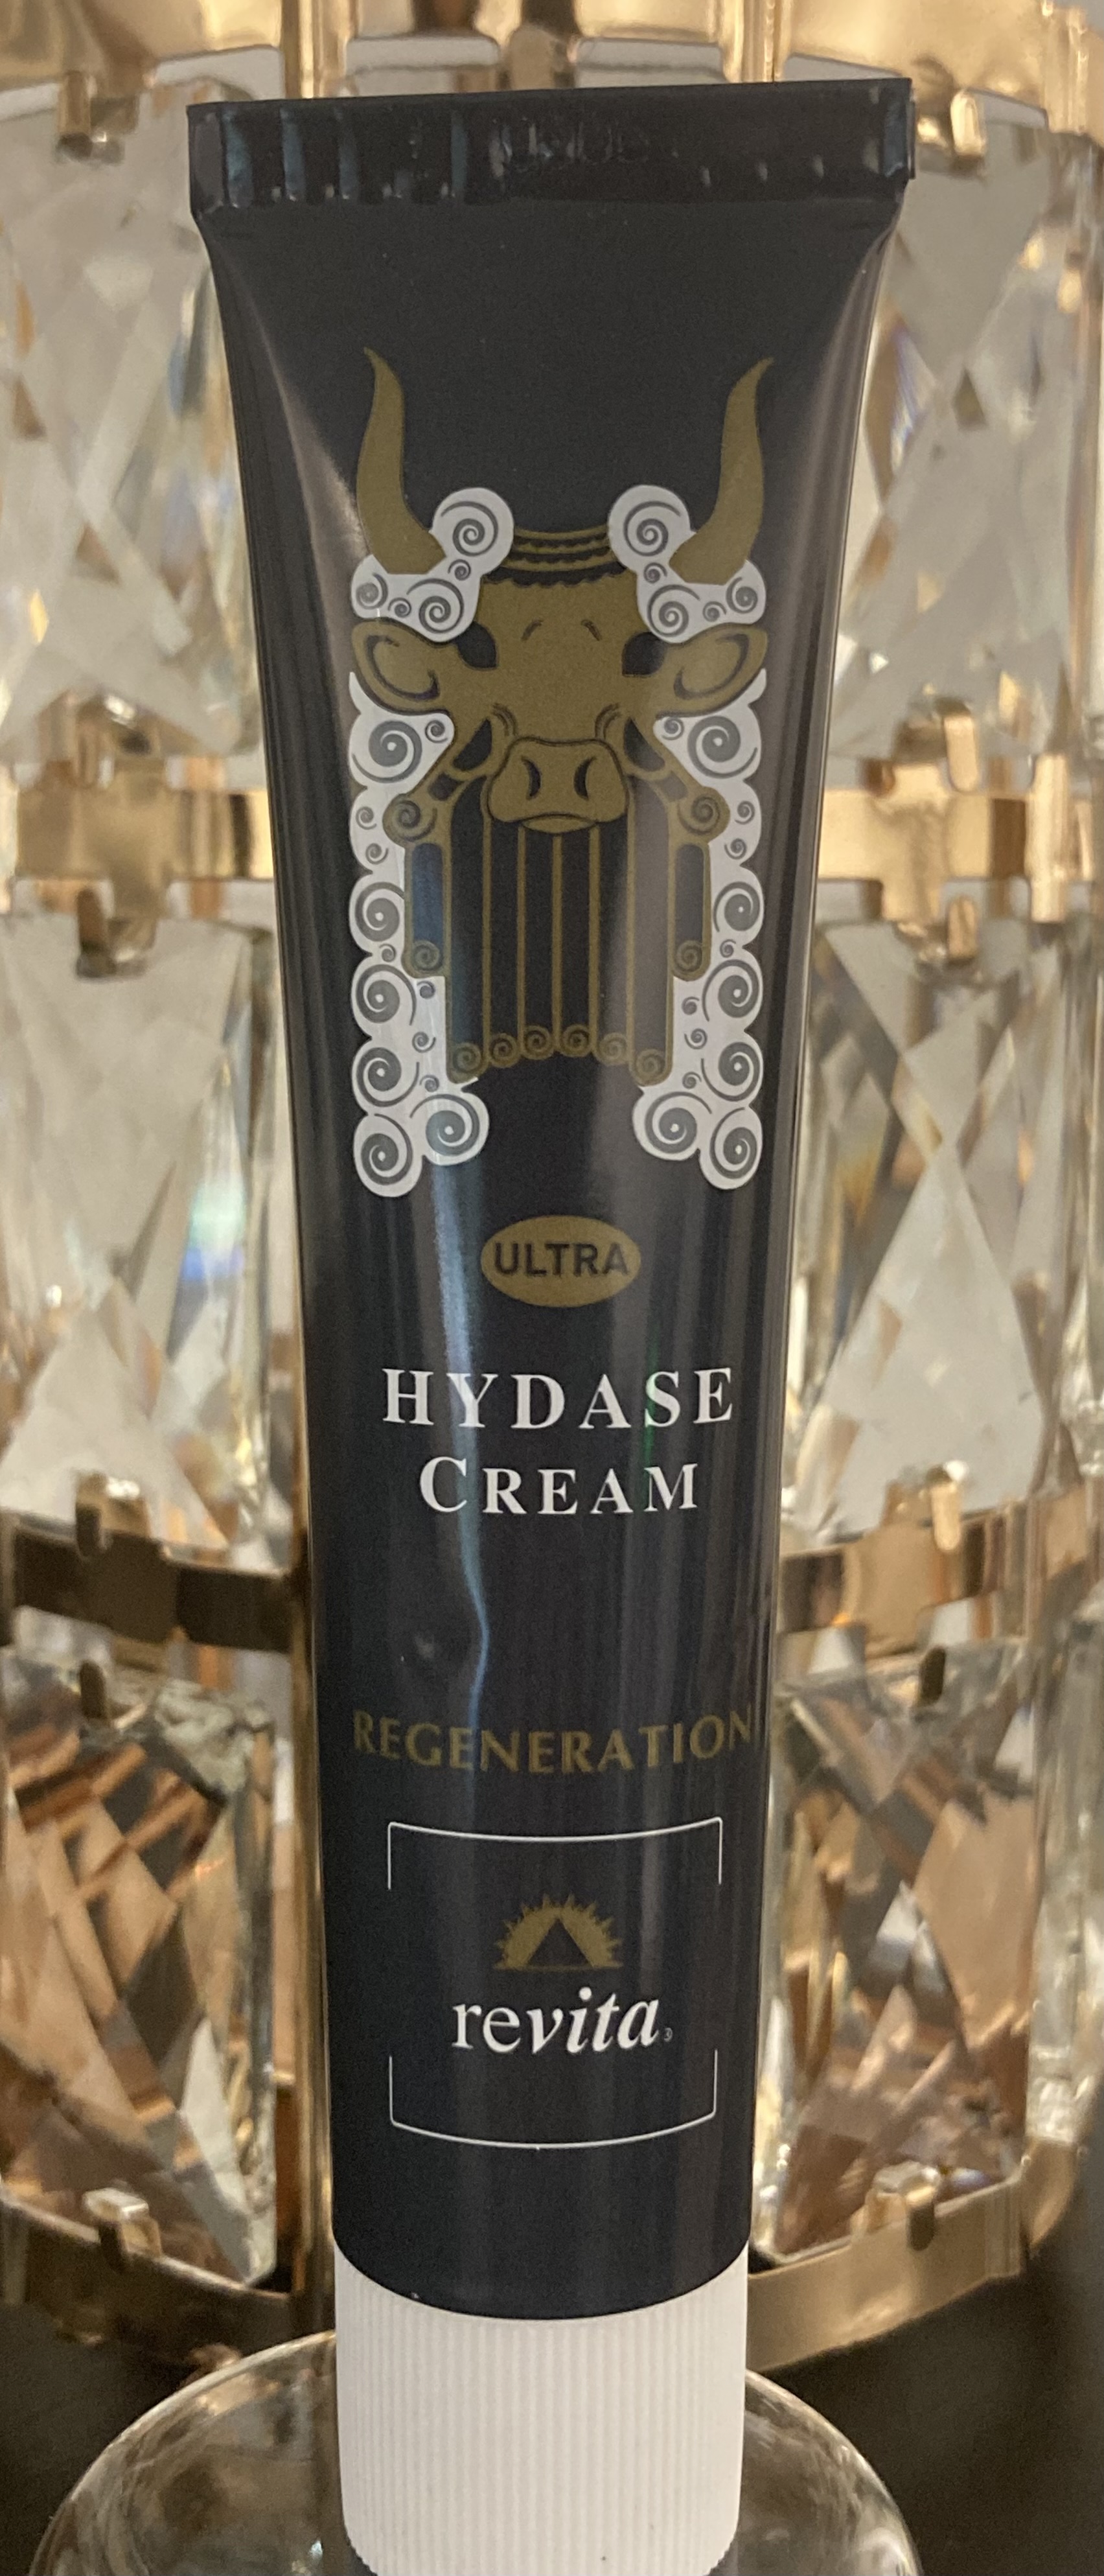 ULTRA
HYDASE
CREAM
REGENERATION
revita®